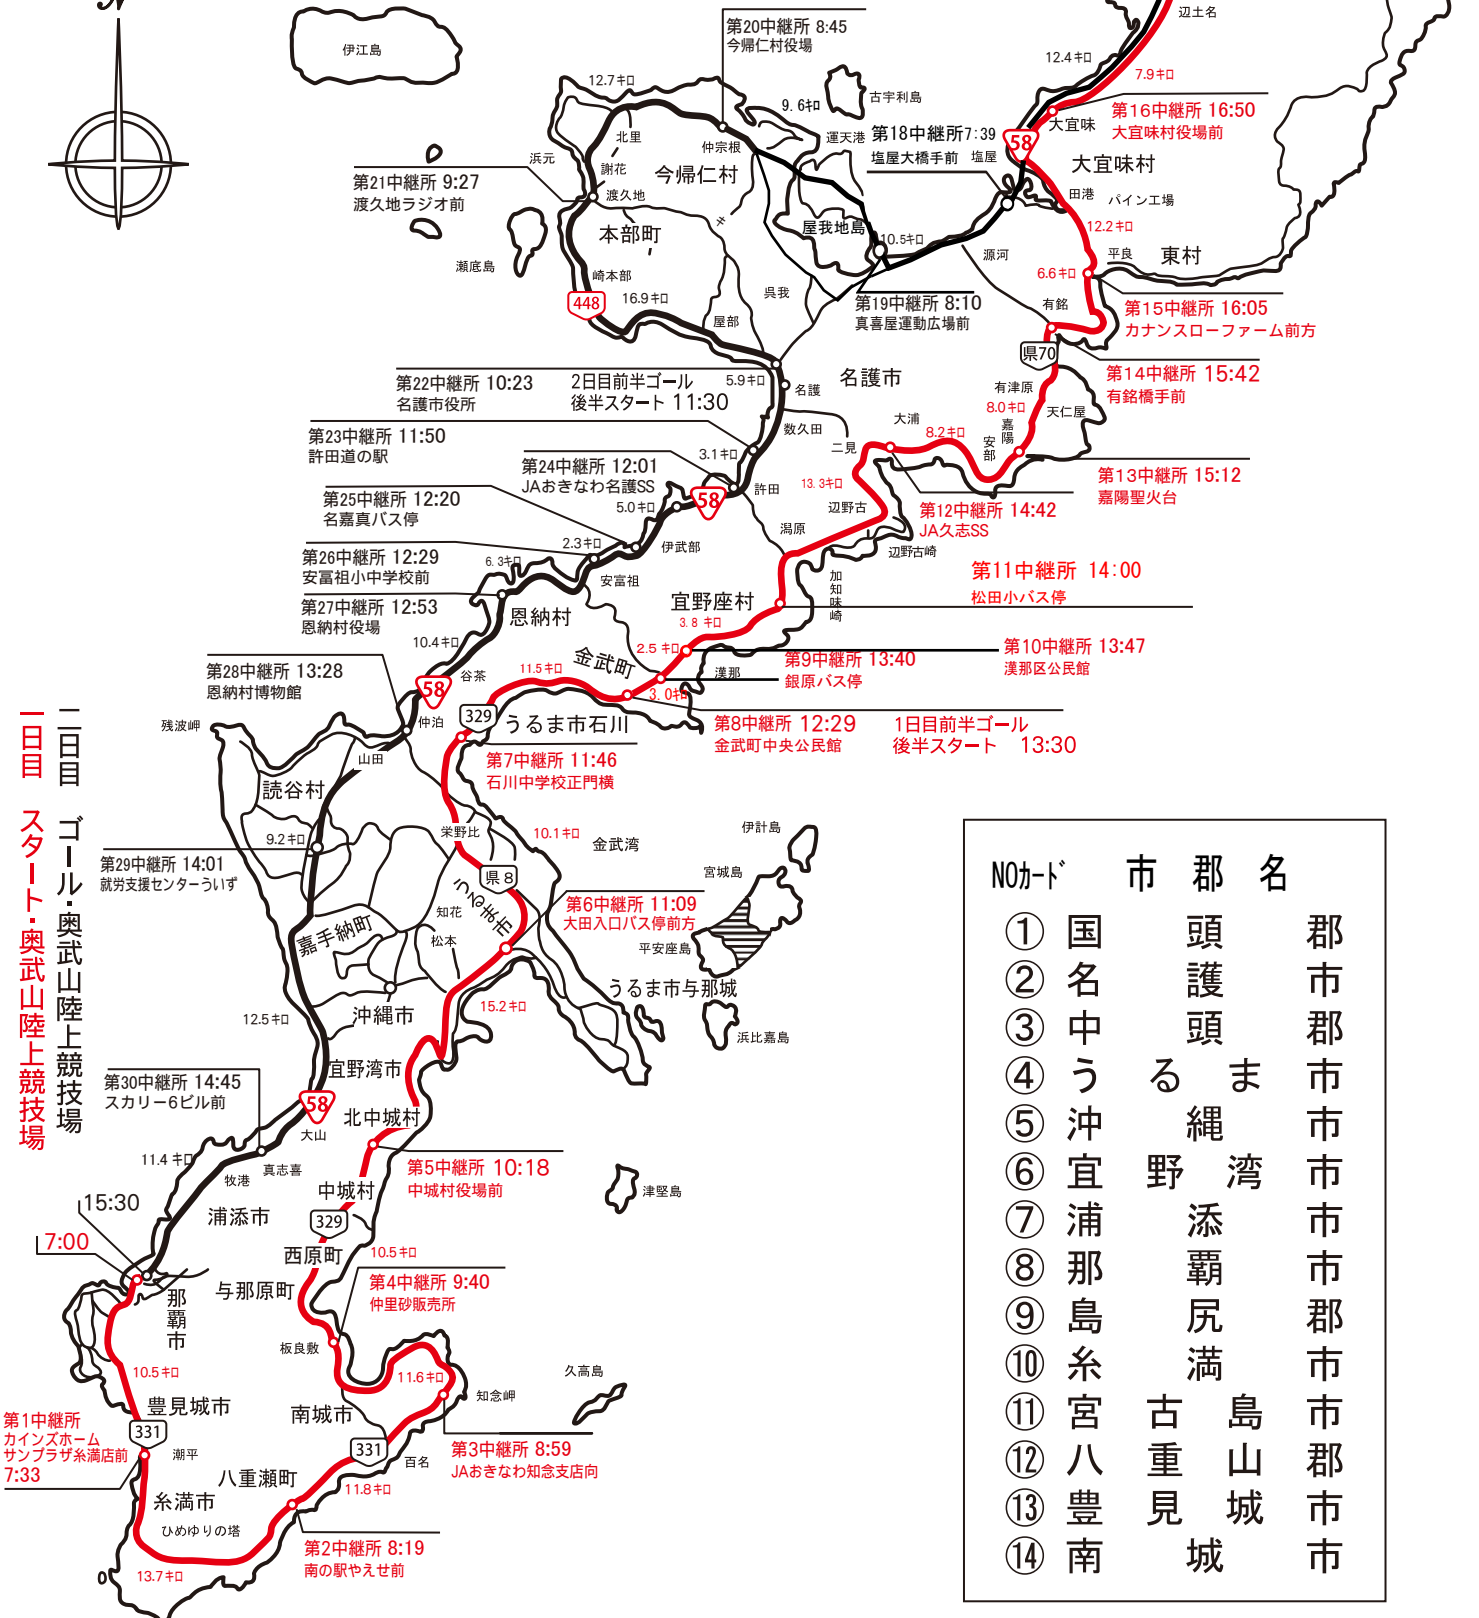 N
伊江島
第20中継所 8:45
今帰仁村役場
辺土名
12.4キロ
7.9キロ
12.7キロ
9.6キロ
古宇利島
運天港
第18中継所7:39
塩屋大橋手前
塩屋
第16中継所 16:50
大宜味村役場前
大宜味
58
大宜味村
北里
仲宗根
今帰仁村
浜元
謝花
渡久地
第21中継所 9:27
渡久地ラジオ前
田港
パイン工場
本部町
屋我地島
12.2キロ
10.5キロ
瀬底島
崎本部
源河
平良
東村
6.6キロ
448
16.9キロ
呉我
屋部
第19中継所 8:10
真喜屋運動広場前
有銘
第15中継所 16:05
カナンスローファーム前方
県70
第22中継所 10:23
名護市役所
2日目前半ゴール
後半スタート 11:30
5.9キロ
名護
名護市
第14中継所 15:42
有銘橋手前
有津原
天仁屋
8.0キロ
嘉陽
安部
大浦
8.2キロ
数久田
二見
第23中継所 11:50
許田道の駅
3.1キロ
第24中継所 12:01
JAおきなわ名護SS
許田
13.3キロ
第13中継所 15:12
嘉陽聖火台
第25中継所 12:20
名嘉真バス停
5.0キロ
58
辺野古
第12中継所 14:42
JA久志SS
潟原
辺野古崎
伊武部
2.3キロ
第26中継所 12:29
安富祖小中学校前
6.3キロ
安富祖
第11中継所 14:00
松田小バス停
加知味崎
第27中継所 12:53
恩納村役場
恩納村
宜野座村
3.8キロ
10.4キロ
第10中継所 13:47
漢那区公民館
2.5キロ
第9中継所 13:40
銀原バス停
漢那
金武町
11.5キロ
3.0キロ
第28中継所 13:28
恩納村博物館
谷茶
58
仲泊
329
うるま市石川
第8中継所 12:29
金武町中央公民館
1日目前半ゴール
後半スタート 13:30
残波岬
第7中継所 11:46
石川中学校正門横
山田
読谷村
二日目 ゴール・奥武山陸上競技場
一日目 スタート・奥武山陸上競技場
9.2キロ
栄野比
10.1キロ
金武湾
伊計島
宮城島
第29中継所 14:01
就労支援センターういず
県8
うるま市
知花
松本
嘉手納町
第6中継所 11:09
大田入口バス停前方
平安座島
うるま市与那城
浜比嘉島
12.5キロ
沖縄市
15.2キロ
宜野湾市
第30中継所 14:45
スカリー6ビル前
58
大山
北中城村
11.4キロ
真志喜
牧港
第5中継所 10:18
中城村役場前
中城村
329
津堅島
15:30
浦添市
7:00
西原町
10.5キロ
与那原町
第4中継所 9:40
仲里砂販売所
那覇市
板良敷
10.5キロ
11.6キロ
知念岬
久高島
豊見城市
南城市
第1中継所
カインズホーム
サンプラザ糸満店前
7:33
331
潮平
331
百名
第3中継所 8:59
JAおきなわ知念支店向
八重瀬町
11.8キロ
糸満市
ひめゆりの塔
第2中継所 8:19
南の駅やえせ前
13.7キロ
NOカード 市郡名
① 国頭郡
② 名護市
③ 中頭郡
④ うるま市
⑤ 沖縄市
⑥ 宜野湾市
⑦ 浦添市
⑧ 那覇市
⑨ 島尻郡
⑩ 糸満市
⑪ 宮古島市
⑫ 八重山郡
⑬ 豊見城市
⑭ 南城市